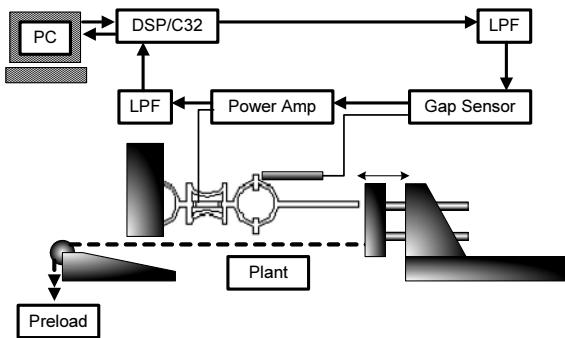 PC
DSP/C32
LPF
LPF
Power Amp
Gap Sensor
Plant
Preload